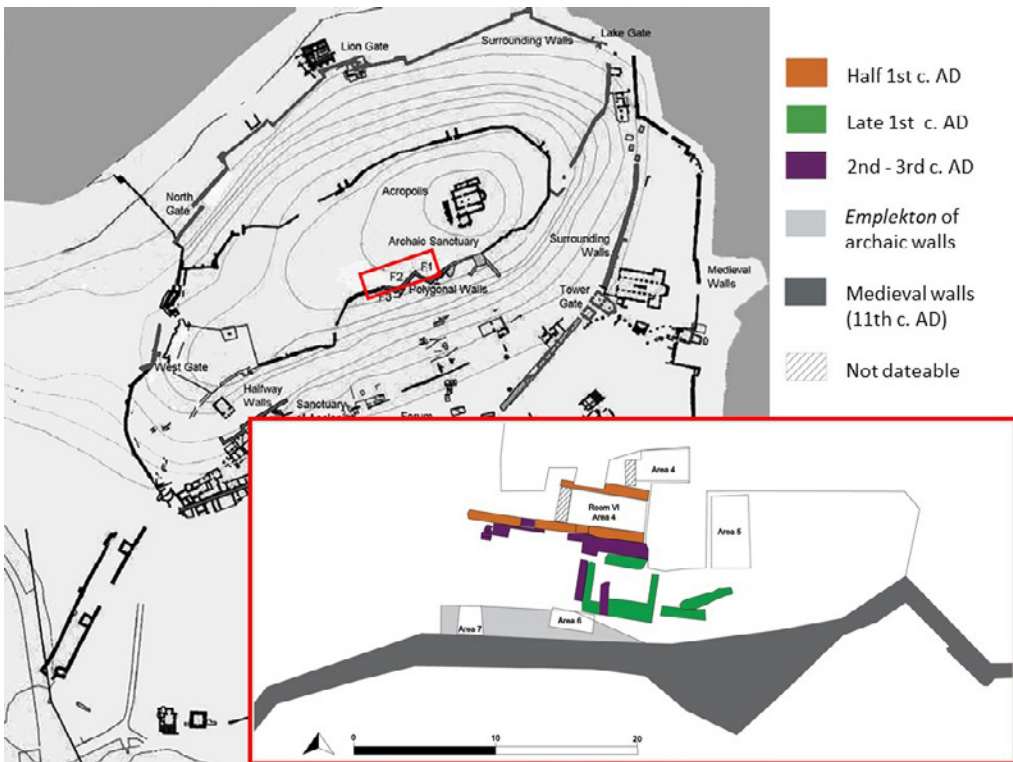 Lion Gate
Surrounding Walls
Lake Gate
North
Gate
Acropolis
Archaic Sanctuary
F1
F2
F3
Polygonal Walls
Surrounding
Walls
Tower
Gate
Medieval
Walls
West Gate
Halfway
Walls
Sanctuary
Forum
Half 1st c. AD
Late 1st c. AD
2nd - 3rd c. AD
Emplekton of
archaic walls
Medieval walls
(11th c. AD)
Not dateable
Area 4
Room VI
Area 4
Area 5
Area 6
Area 7
0
10
20